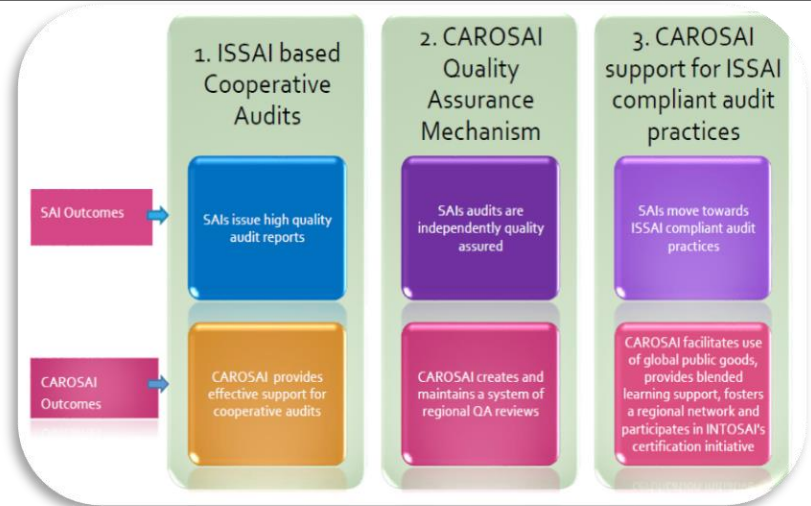 1. ISSAI based
Cooperative
Audits
2. CAROSAI
Quality
Assurance
Mechanism
3. CAROSAI
support for ISSAI
compliant audit
practices
SAI Outcomes
SAIs issue high quality
audit reports
SAIs audits are
independently quality
assured
SAIs move towards
ISSAI compliant audit
practices
CAROSAI
Outcomes
CAROSAI provides
effective support for
cooperative audits
CAROSAI creates and
maintains a system of
regional QA reviews
CAROSAI facilitates use
of global public goods,
provides blended
learning support, fosters
a regional network and
participates in INTOSAI's
certification initiative